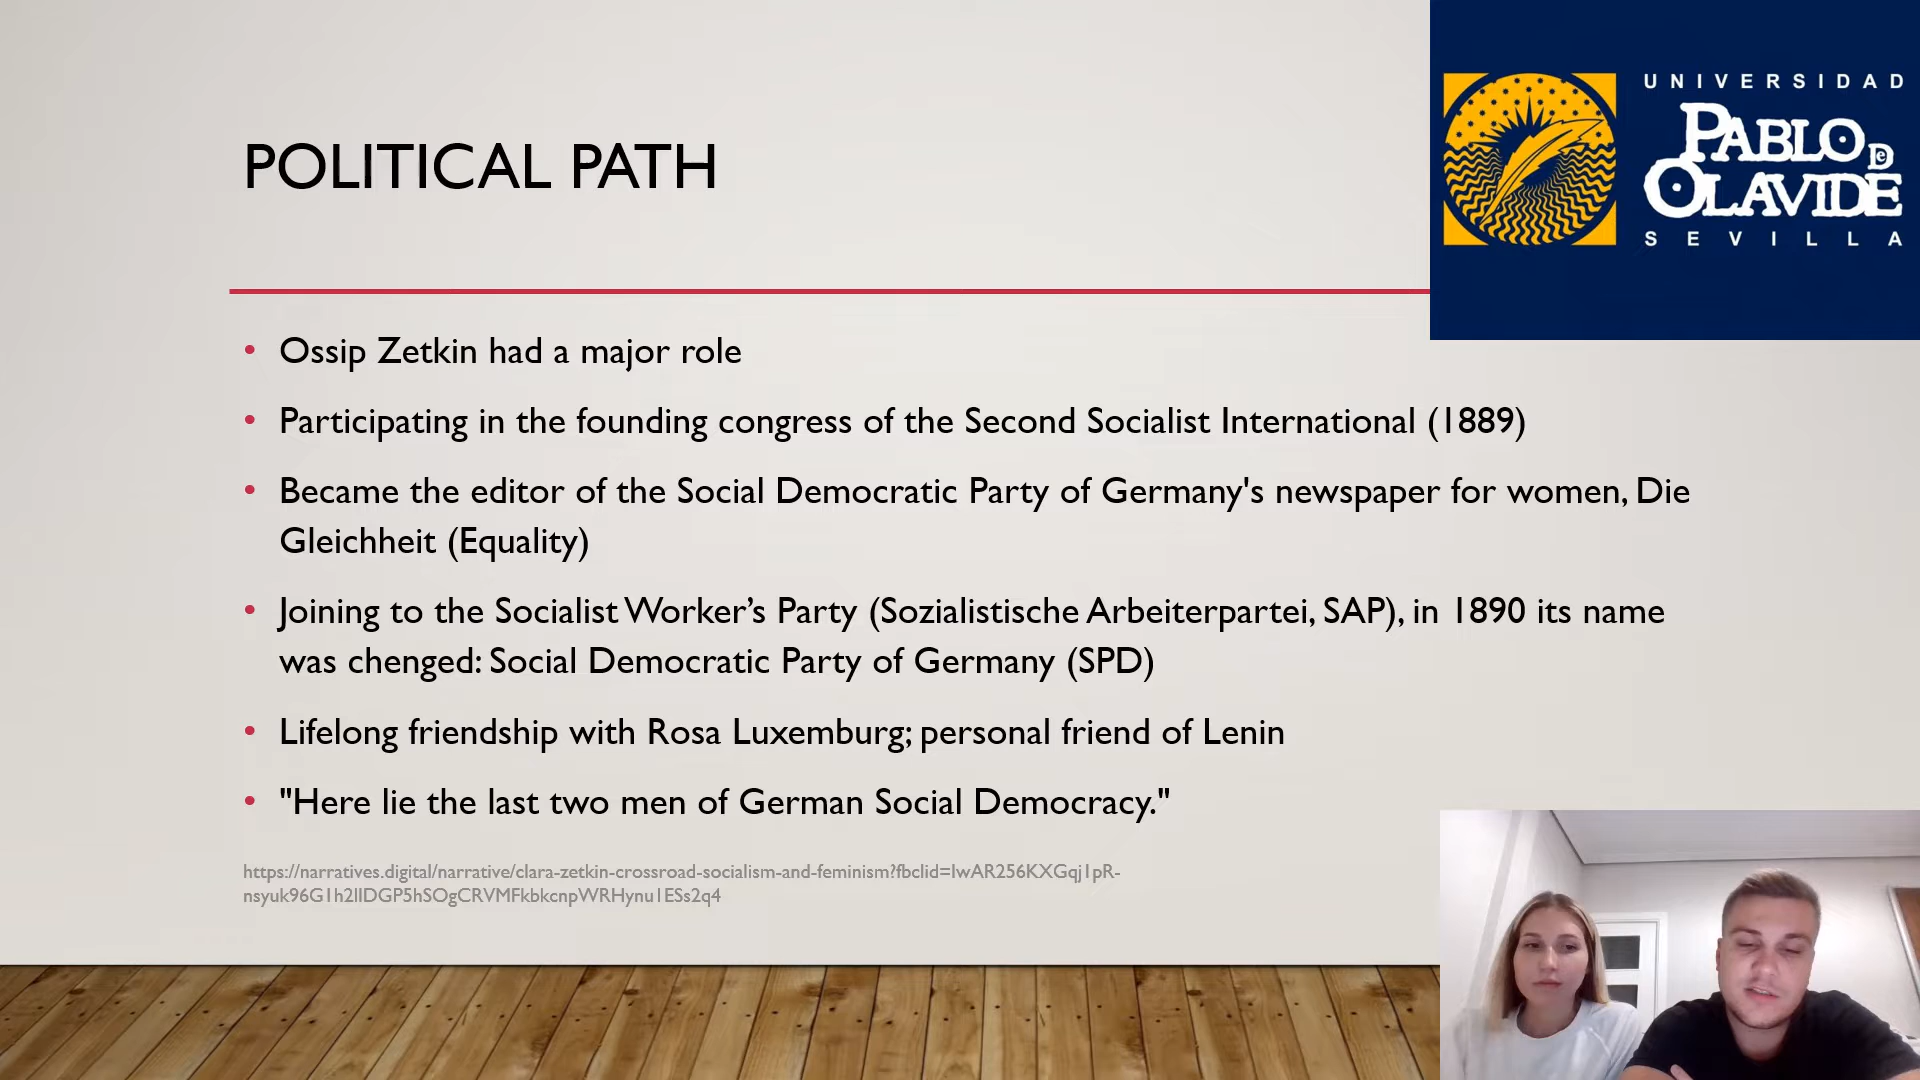 POLITICAL PATH
UNIVERSIDAD
PABLO DE
OLAVIDE
SEVILLA
• Ossip Zetkin had a major role
• Participating in the founding congress of the Second Socialist International (1889)
• Became the editor of the Social Democratic Party of Germany's newspaper for women, Die
Gleichheit (Equality)
• Joining to the Socialist Worker’s Party (Sozialistische Arbeiterpartei, SAP), in 1890 its name
was chenged: Social Democratic Party of Germany (SPD)
• Lifelong friendship with Rosa Luxemburg; personal friend of Lenin
• "Here lie the last two men of German Social Democracy."
https://narratives.digital/narrative/clara-zetkin-crossroad-socialism-and-feminism?fbclid=IwAR256KXGqj1pR-
nsyuk96G1h2llDGP5hSOgCRVMFkbkcnpWRHynu1ESs2q4